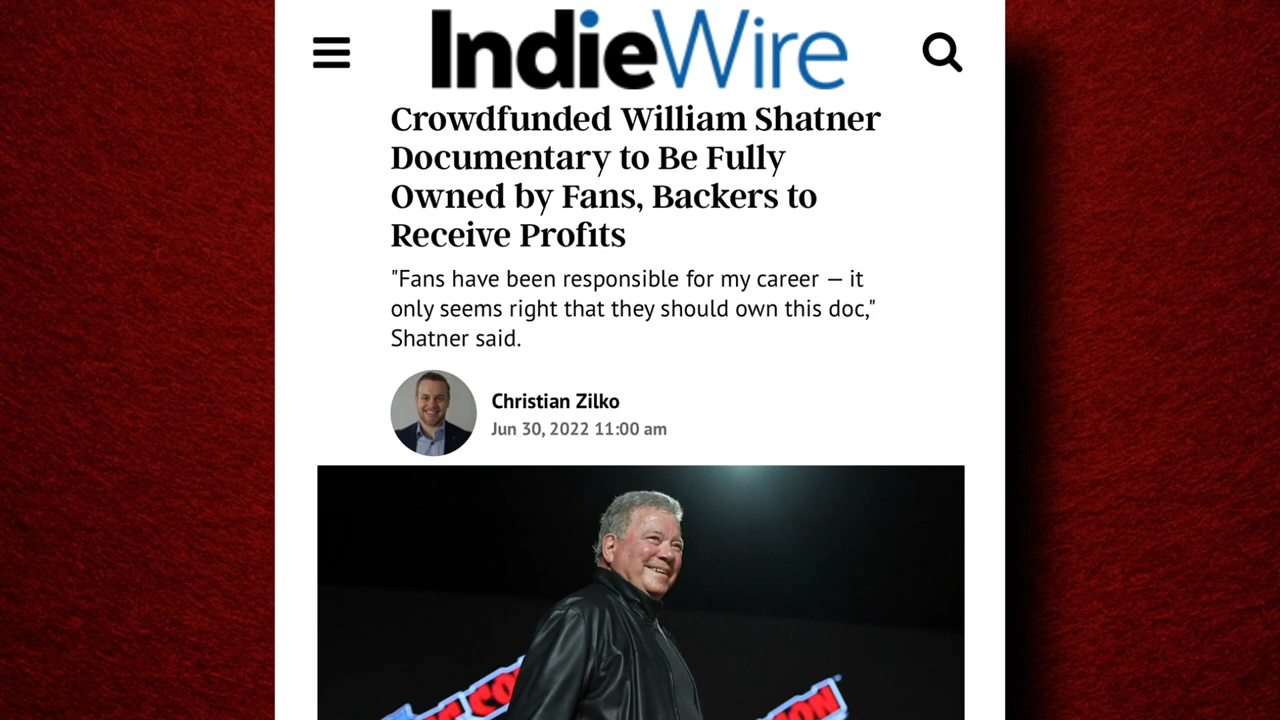 IndieWire
Crowdfunded William Shatner
Documentary to Be Fully
Owned by Fans, Backers to
Receive Profits
"Fans have been responsible for my career — it
only seems right that they should own this doc,"
Shatner said.
Christian Zilko
Jun 30, 2022 11:00 am